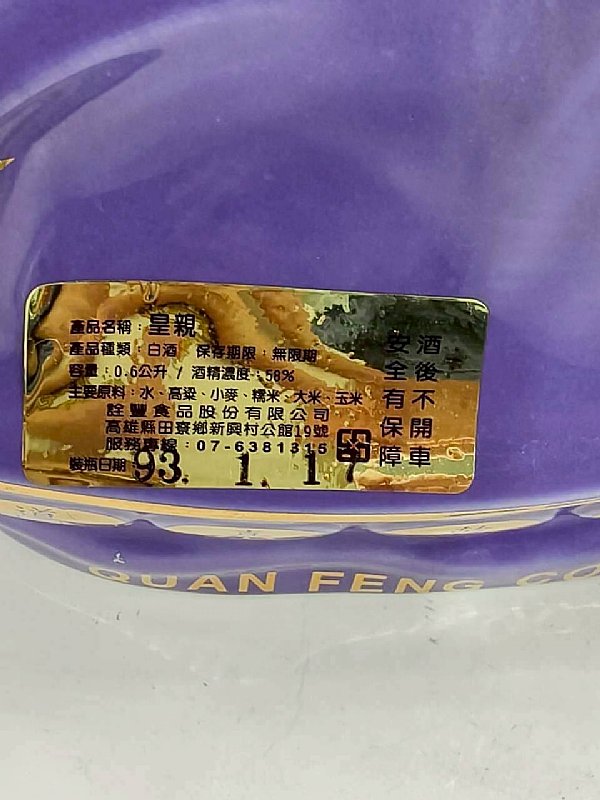 產品名稱：星親
產品種類：白酒 保存期限：無限期
容量：0.6公升 / 酒精濃度：58%
主要原料：水、高粱、小麥、糯米、大米、玉米
詮豐食品股份有限公司
高雄縣田寮鄉新興村公館19號
服務專線：07-6381315
裝瓶日期 93. 1. 17
酒後不開車
安全有保障
QUAN FENG CO